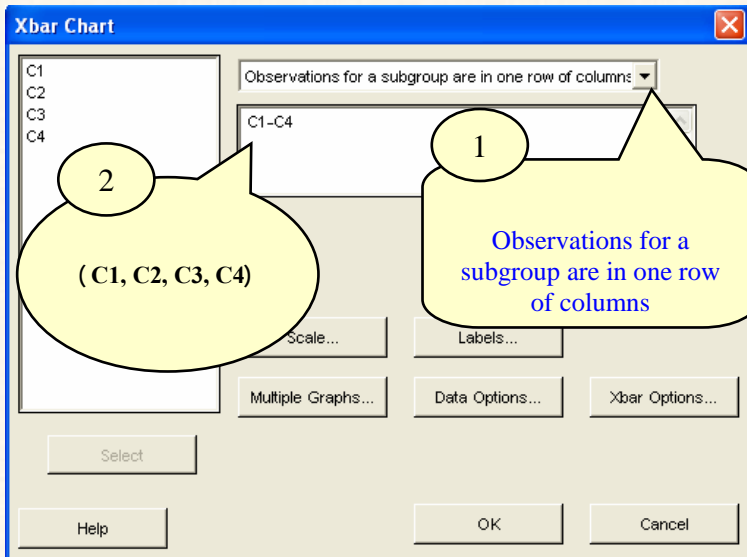 Xbar Chart
C1
C2
C3
C4
Observations for a subgroup are in one row of columns
C1-C4
1
Observations for a
subgroup are in one row
of columns
2
( C1, C2, C3, C4)
Scale...
Labels...
Multiple Graphs...
Data Options...
Xbar Options...
Select
Help
OK
Cancel